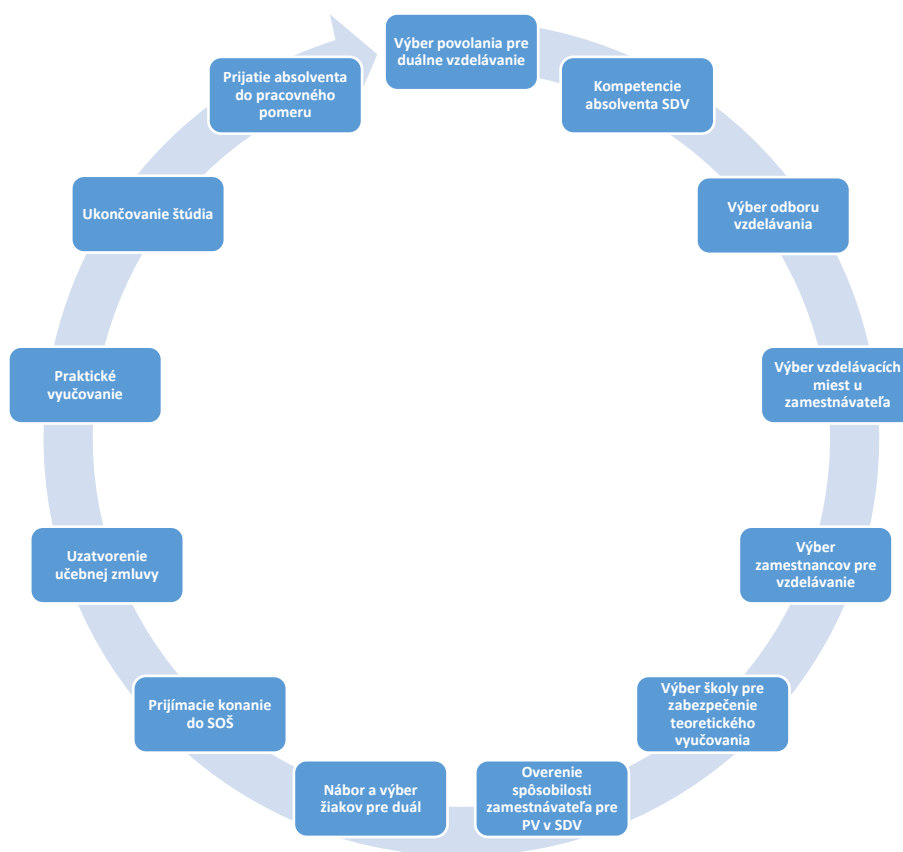 Výber povolania pre
duálne vzdelávanie
Kompetencie
absolventa SDV
Výber odboru
vzdelávania
Výber vzdelávacích
miest u
zamestnávateľa
Výber
zamestnancov pre
vzdelávanie
Výber školy pre
zabezpečenie
teoretického
vyučovania
Overenie
spôsobilosti
zamestnávateľa pre
PV v SDV
Nábor a výber
žiakov pre duál
Prijímacie konanie
do SOŠ
Uzatvorenie
učebnej zmluvy
Praktické
vyučovanie
Ukončovanie štúdia
Prijatie absolventa
do pracovného
pomeru